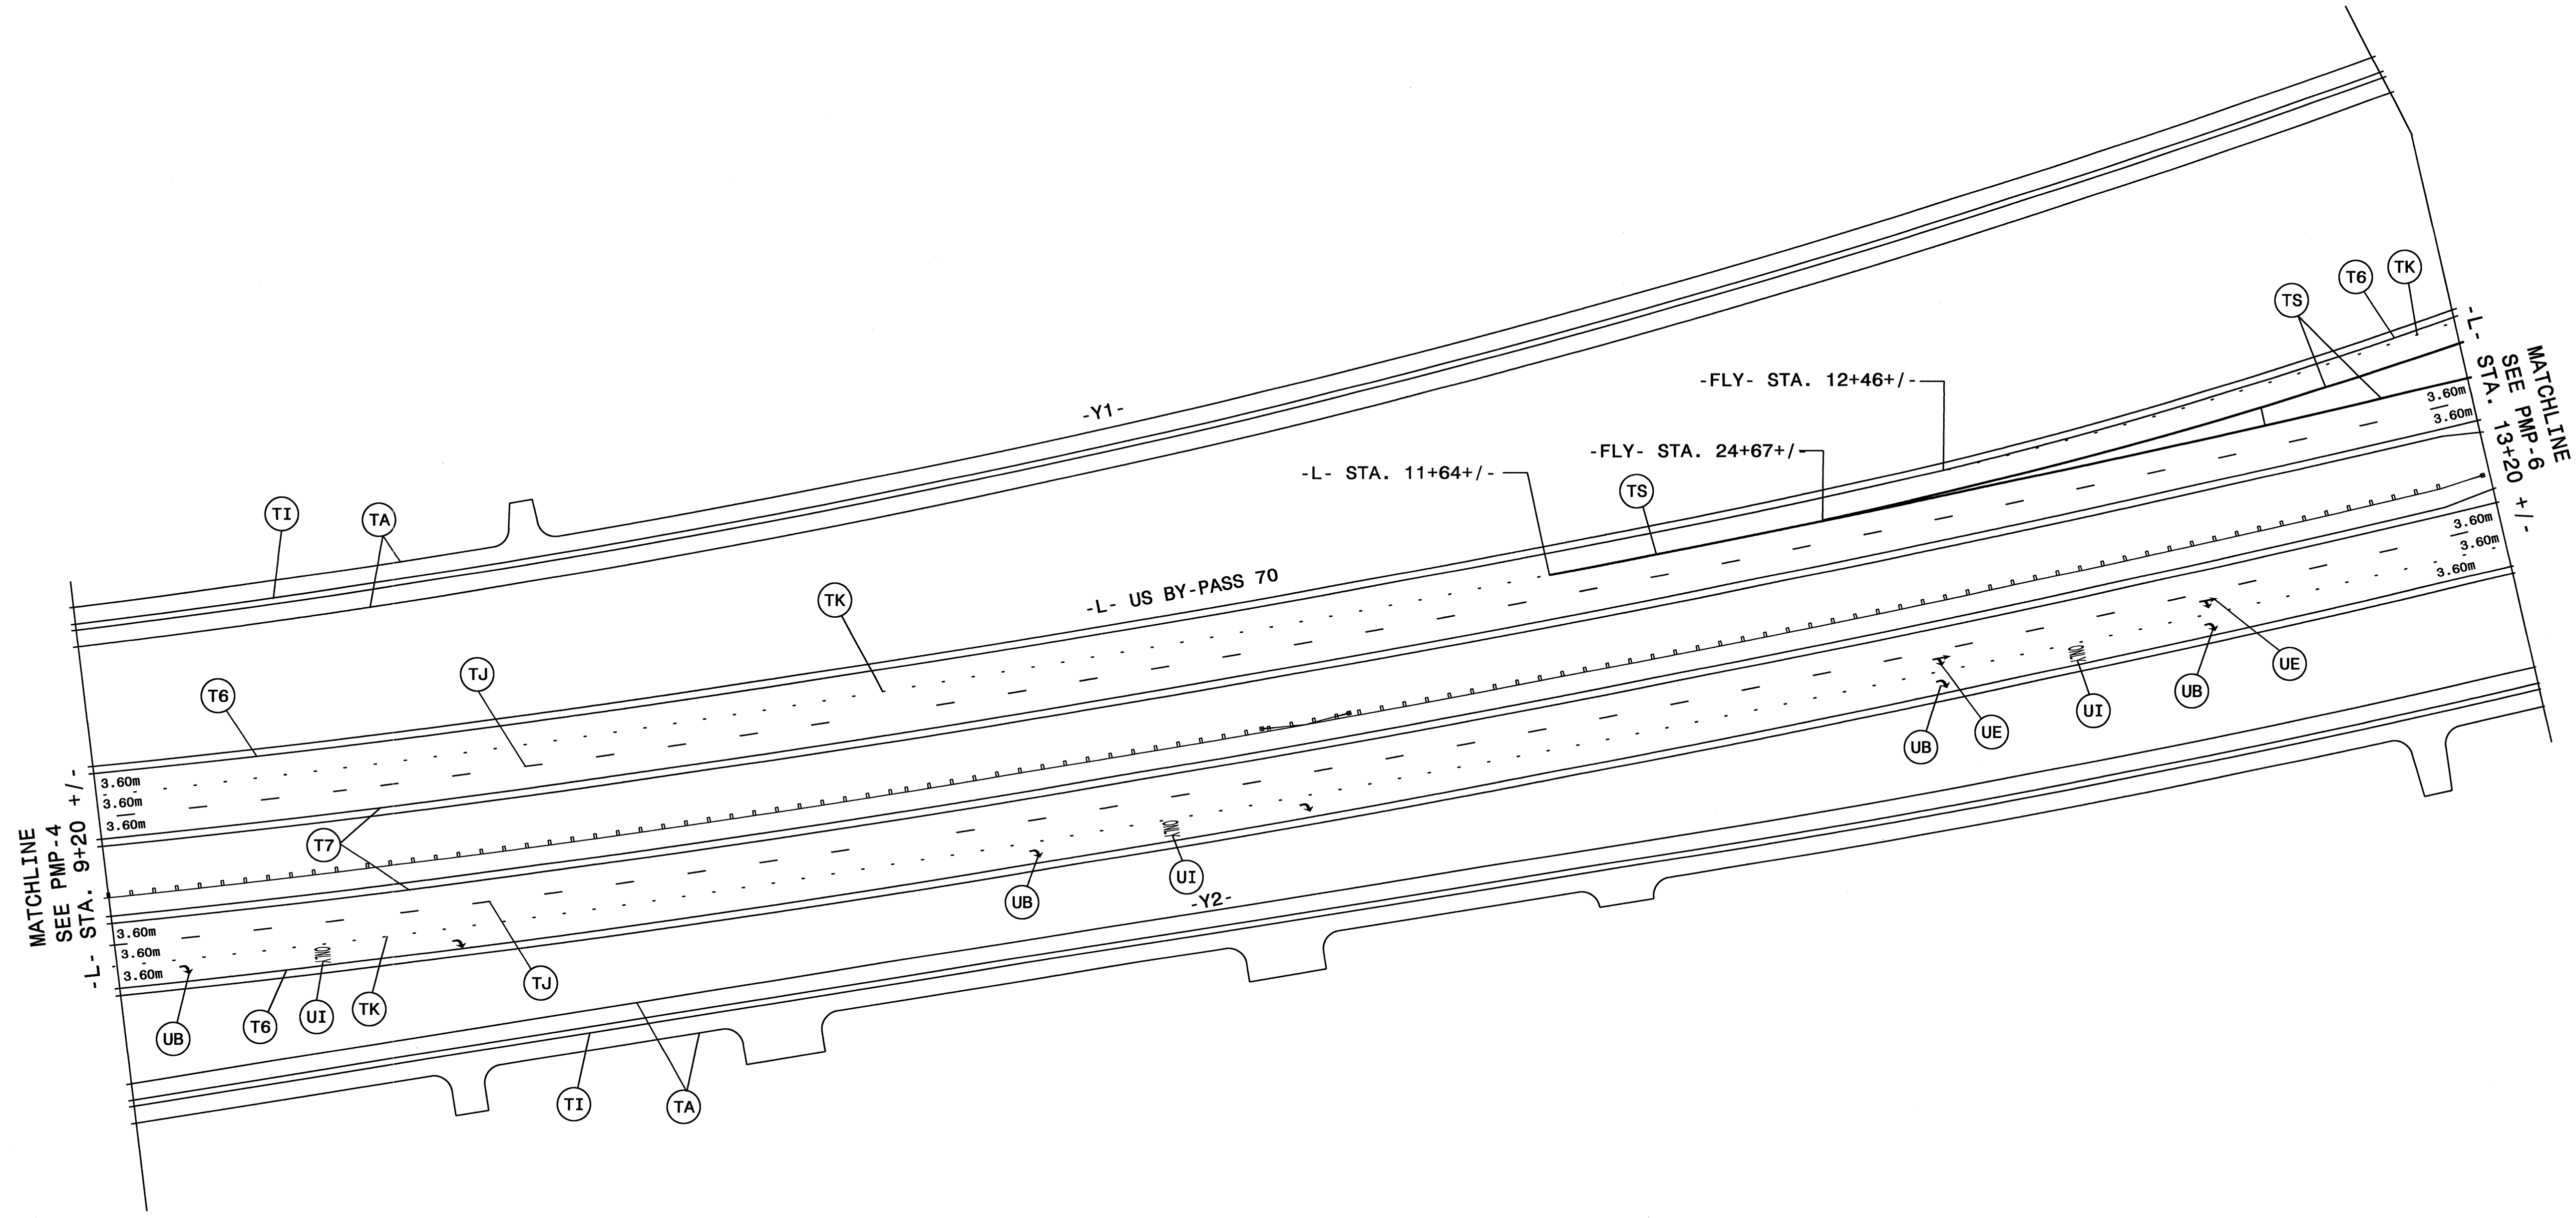 T6
TK
TS
MATCHLINE
SEE PMP-6
-L- STA. 13+20 +/-
-FLY- STA. 12+46+/-
3.60m
3.60m
-Y1-
-FLY- STA. 24+67+/-
-L- STA. 11+64+/-
TS
TI
TA
3.60m
3.60m
3.60m
-L- US BY-PASS 70
TK
TJ
T6
ONLY
UE
UB
UI
UE
UB
MATCHLINE
SEE PMP-4
-L- STA. 9+20 +/-
3.60m
3.60m
3.60m
T7
ONLY
UI
UB
-Y2-
3.60m
3.60m
3.60m
ONLY
TJ
TK
UI
T6
UB
TI
TA